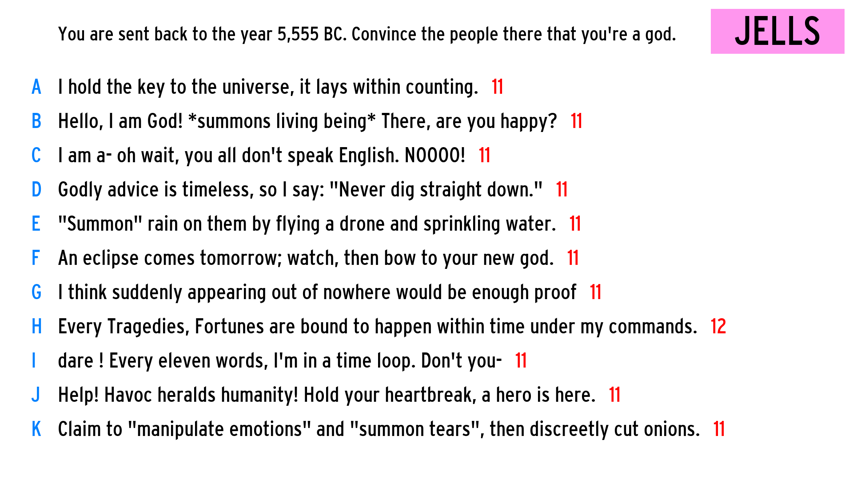 You are sent back to the year 5,555 BC. Convince the people there that you're a god.
JELLS
A I hold the key to the universe, it lays within counting. 11
B Hello, I am God! *summons living being* There, are you happy? 11
C I am a- oh wait, you all don't speak English. NOOOO! 11
D Godly advice is timeless, so I say: "Never dig straight down." 11
E "Summon" rain on them by flying a drone and sprinkling water. 11
F An eclipse comes tomorrow; watch, then bow to your new god. 11
G I think suddenly appearing out of nowhere would be enough proof 11
H Every Tragedies, Fortunes are bound to happen within time under my commands. 12
I dare ! Every eleven words, I'm in a time loop. Don't you- 11
J Help! Havoc heralds humanity! Hold your heartbreak, a hero is here. 11
K Claim to "manipulate emotions" and "summon tears", then discreetly cut onions. 11